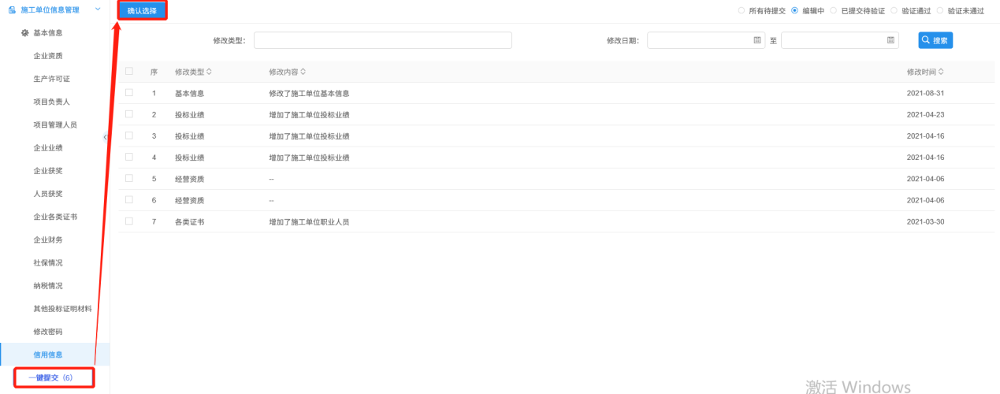 施工单位信息管理
确认选择
所有待提交 编辑中 已提交待验证 验证通过 验证未通过
基本信息
企业资质
生产许可证
项目负责人
项目管理人员
企业业绩
企业获奖
人员获奖
企业各类证书
企业财务
社保情况
纳税情况
其他投标证明材料
修改密码
信用信息
一键提交（6）
修改类型： 修改日期： 至 搜索
序 修改类型 修改内容 修改时间
1 基本信息 修改了施工单位基本信息 2021-08-31
2 投标业绩 增加了施工单位投标业绩 2021-04-23
3 投标业绩 增加了施工单位投标业绩 2021-04-16
4 投标业绩 增加了施工单位投标业绩 2021-04-16
5 经营资质 -- 2021-04-06
6 经营资质 -- 2021-04-06
7 各类证书 增加了施工单位职业人员 2021-03-30
激活 Windows